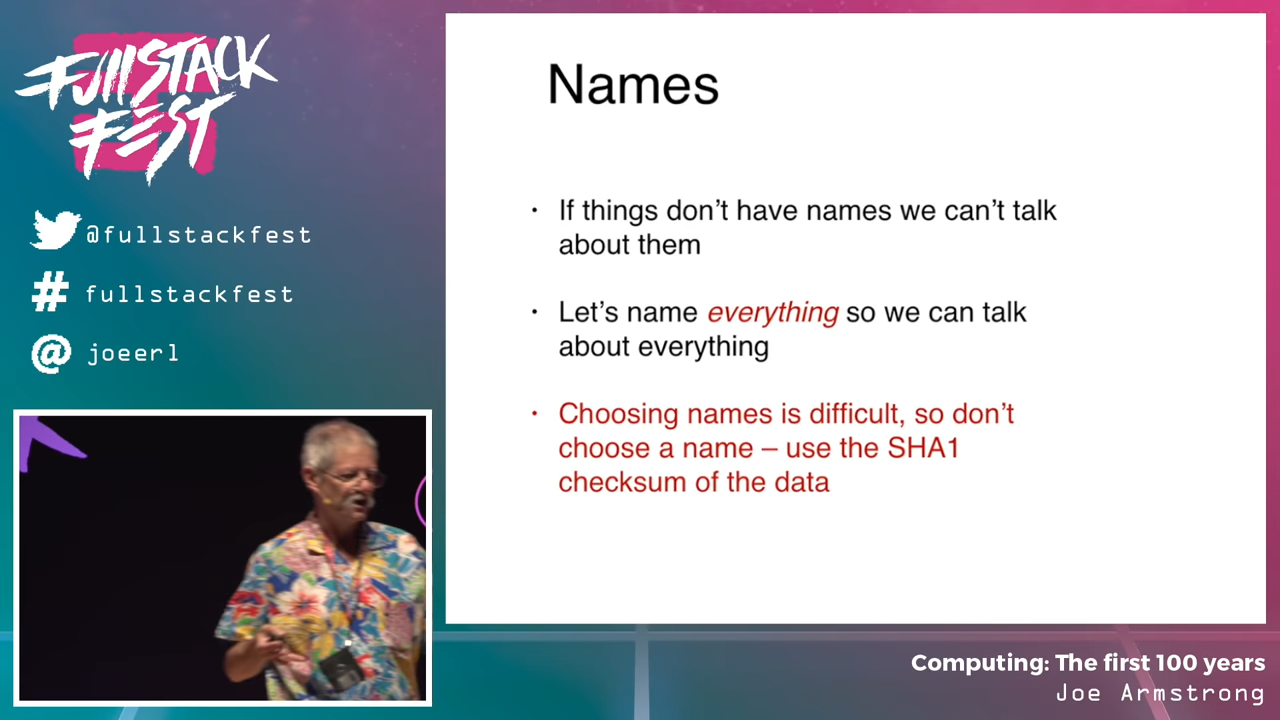 FullSTACK
FEST
@fullstackfest
# fullstackfest
@ joeerl
Names
• If things don’t have names we can’t talk
about them
• Let’s name everything so we can talk
about everything
• Choosing names is difficult, so don’t
choose a name – use the SHA1
checksum of the data
Computing: The first 100 years
Joe Armstrong